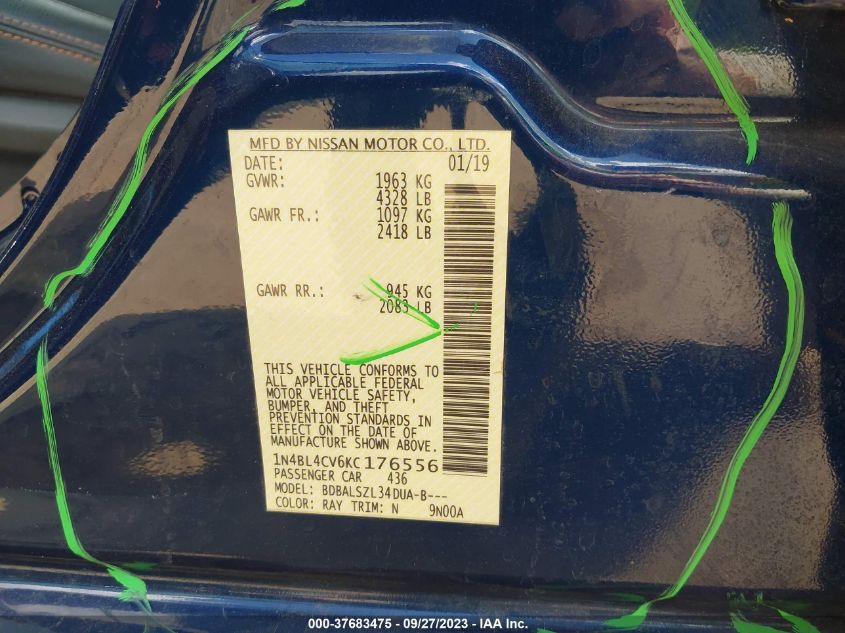 MFD BY NISSAN MOTOR CO., LTD.
DATE: 01/19
GVWR: 1963 KG
4328 LB
GAWR FR.: 1097 KG
2418 LB
GAWR RR.: 945 KG
2083 LB
THIS VEHICLE CONFORMS TO
ALL APPLICABLE FEDERAL
MOTOR VEHICLE SAFETY,
BUMPER, AND THEFT
PREVENTION STANDARDS IN
EFFECT ON THE DATE OF
MANUFACTURE SHOWN ABOVE.
1N4BL4CV6KC176556
PASSENGER CAR 436
MODEL: BDBALSZL34DUA-B---
COLOR: RAY TRIM: N 9N00A
000-37683475 - 09/27/2023 - IAA Inc.